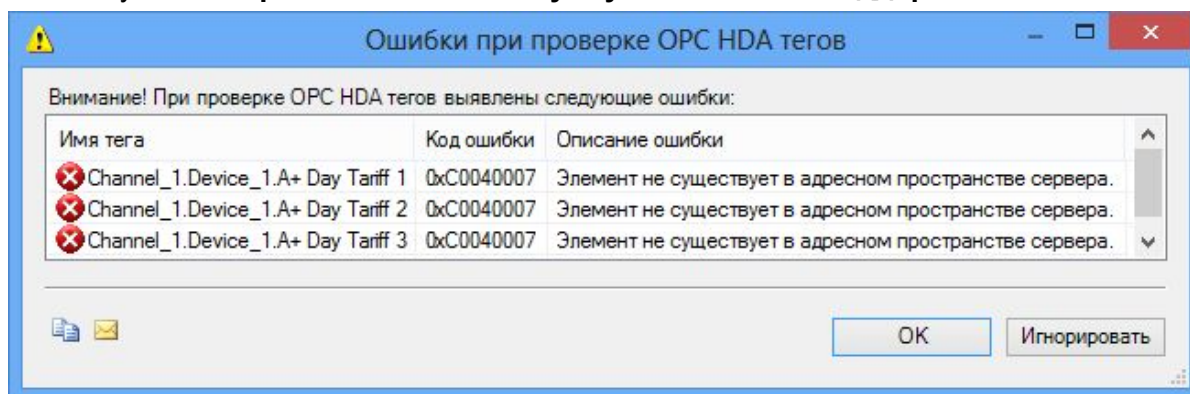 Ошибки при проверке OPC HDA тегов
Внимание! При проверке OPC HDA тегов выявлены следующие ошибки:
Имя тега Код ошибки Описание ошибки
Channel_1.Device_1.A+ Day Tariff 1 0xC0040007 Элемент не существует в адресном пространстве сервера.
Channel_1.Device_1.A+ Day Tariff 2 0xC0040007 Элемент не существует в адресном пространстве сервера.
Channel_1.Device_1.A+ Day Tariff 3 0xC0040007 Элемент не существует в адресном пространстве сервера.
OK Игнорировать